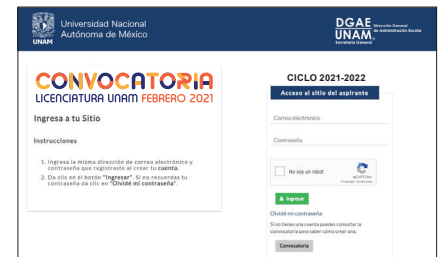 Universidad Nacional
Autónoma de México
UNAM
DGAE
UNAM
Dirección General
de Administración Escolar
Secretaría General
CONVOCATORIA
LICENCIATURA UNAM FEBRERO 2021
Ingresa a tu Sitio
Instrucciones
1. Ingresa la misma dirección de correo electrónico y
contraseña que registraste al crear tu cuenta.
2. Da clic en el botón "Ingresar". Si no recuerdas tu
contraseña da clic en "Olvidé mi contraseña".
CICLO 2021-2022
Acceso al sitio del aspirante
Correo electrónico
Contraseña
No soy un robot
reCAPTCHA
Privacidad - Condiciones
Ingresar
Olvidé mi contraseña
Si no tienes una cuenta puedes consultar la
convocatoria para saber cómo crear una.
Convocatoria